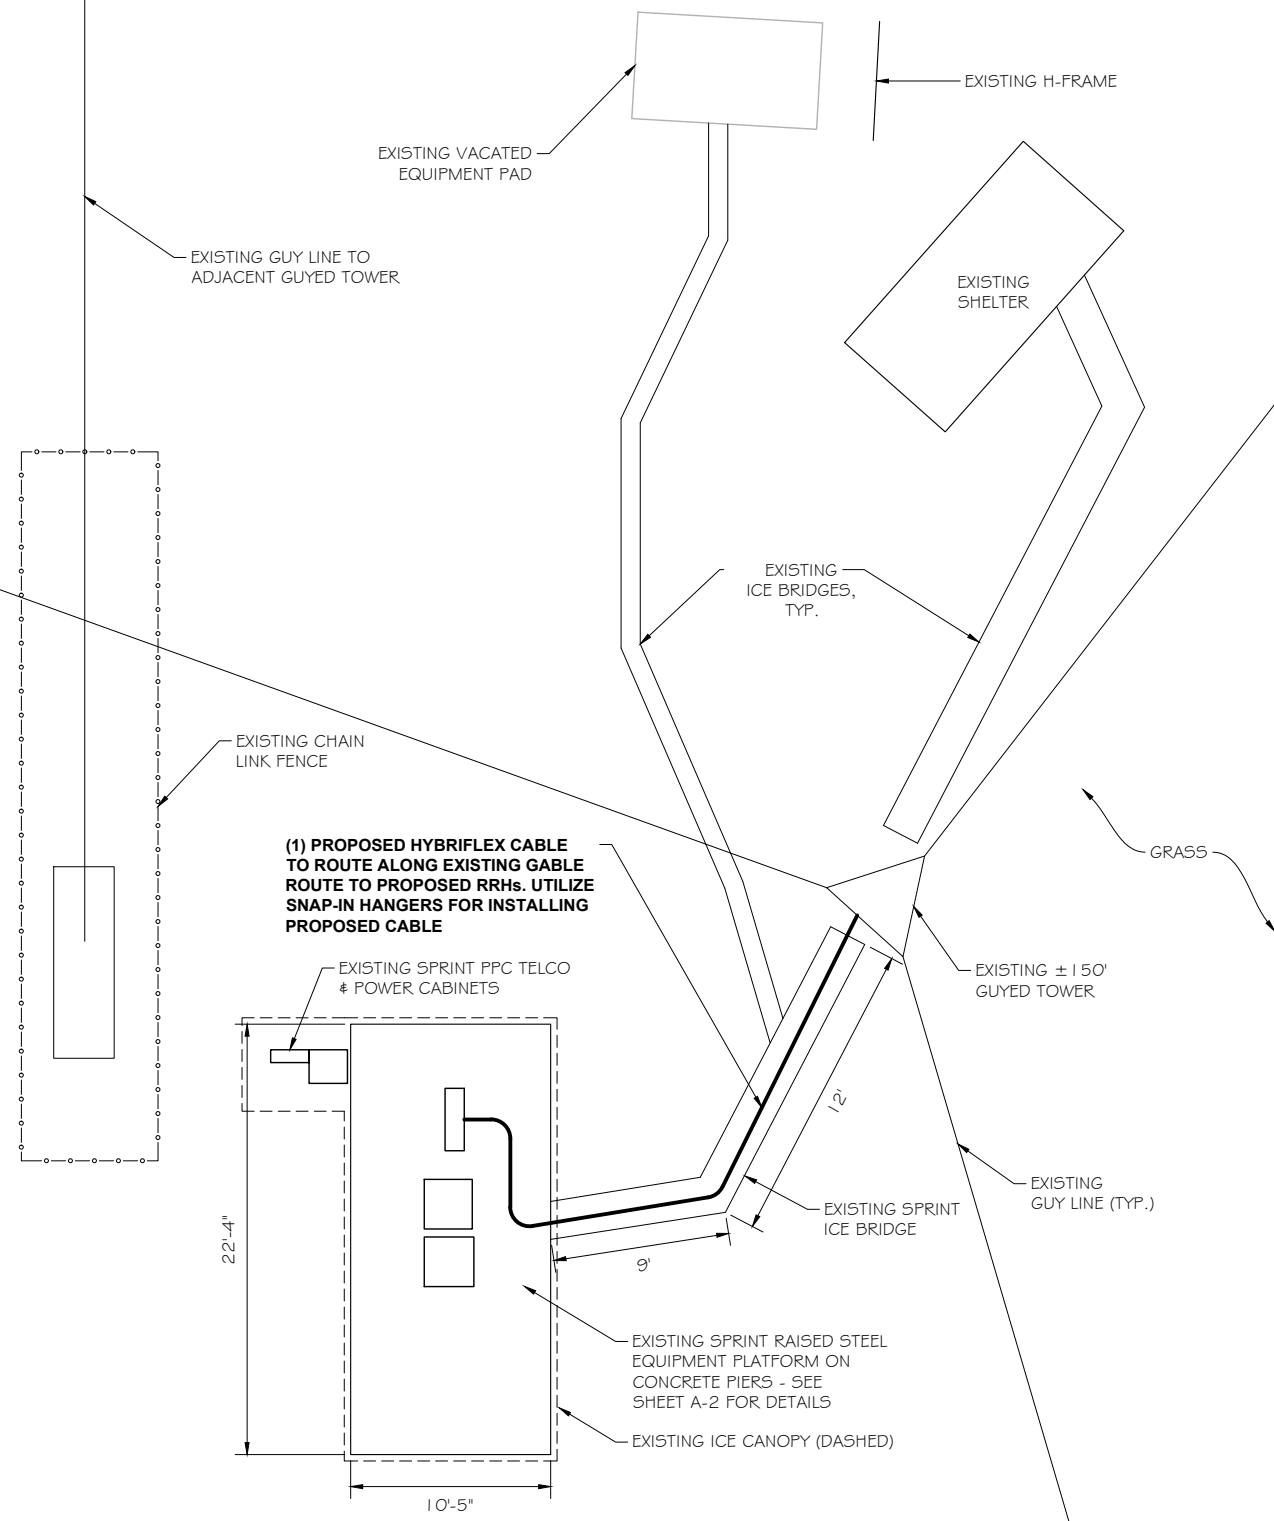 EXISTING H-FRAME
EXISTING VACATED
EQUIPMENT PAD
EXISTING GUY LINE TO
ADJACENT GUYED TOWER
EXISTING
SHELTER
EXISTING
ICE BRIDGES,
TYP.
EXISTING CHAIN
LINK FENCE
(1) PROPOSED HYBRIFLEX CABLE
TO ROUTE ALONG EXISTING GABLE
ROUTE TO PROPOSED RRHs. UTILIZE
SNAP-IN HANGERS FOR INSTALLING
PROPOSED CABLE
GRASS
EXISTING SPRINT PPC TELCO
& POWER CABINETS
EXISTING ±150'
GUYED TOWER
12'
EXISTING
GUY LINE (TYP.)
EXISTING SPRINT
ICE BRIDGE
22'-4"
9'
EXISTING SPRINT RAISED STEEL
EQUIPMENT PLATFORM ON
CONCRETE PIERS - SEE
SHEET A-2 FOR DETAILS
EXISTING ICE CANOPY (DASHED)
10'-5"